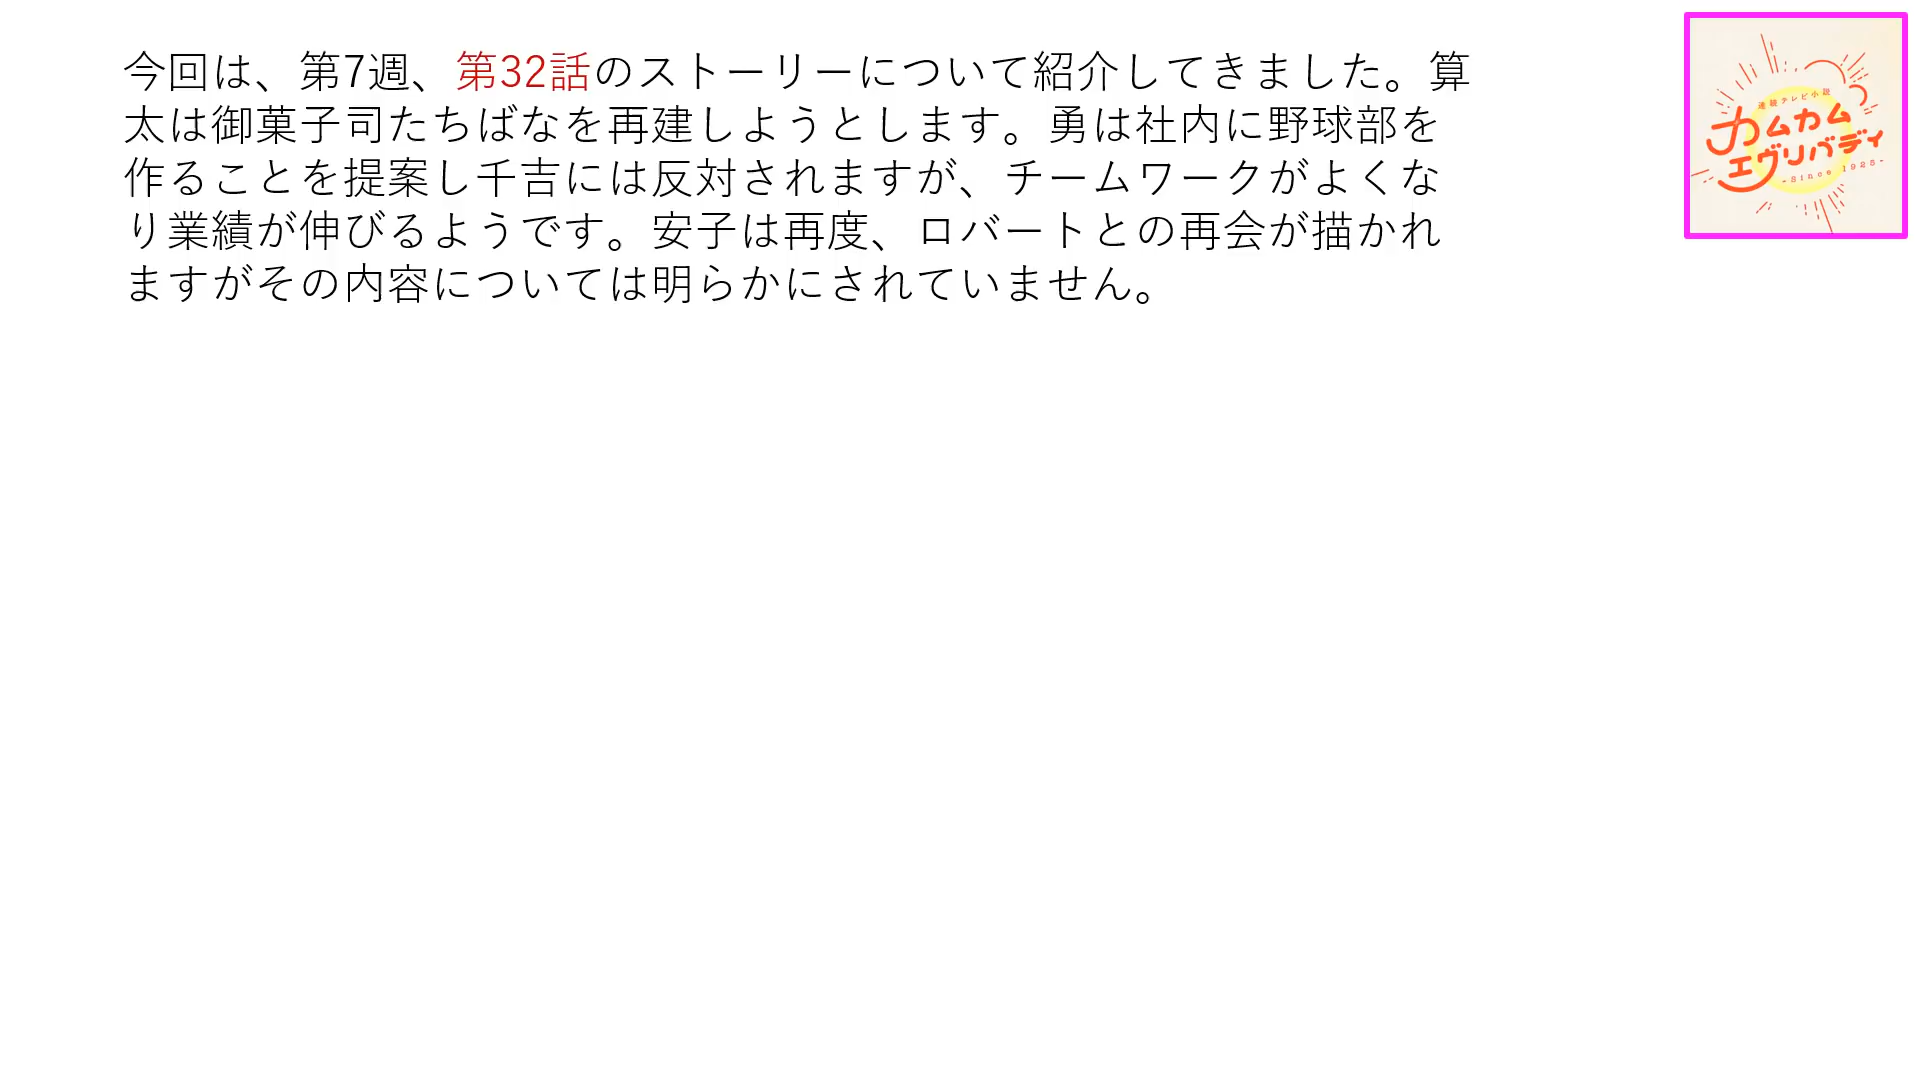 今回は、第7週、第32話のストーリーについて紹介してきました。算
太は御菓子司たちばなを再建しようとします。勇は社内に野球部を
作ることを提案し千吉には反対されますが、チームワークがよくな
り業績が伸びるようです。安子は再度、ロバートとの再会が描かれ
ますがその内容については明らかにされていません。
連続テレビ小説
カムカム
エヴリバディ
-Since 1925-